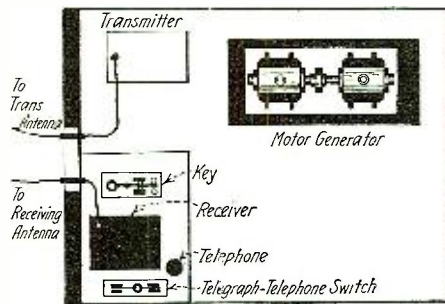 Transmitter
To
Trans
Antenna
Motor Generator
To
Receiving
Antenna
Key
Receiver
Telephone
Telegraph-Telephone Switch